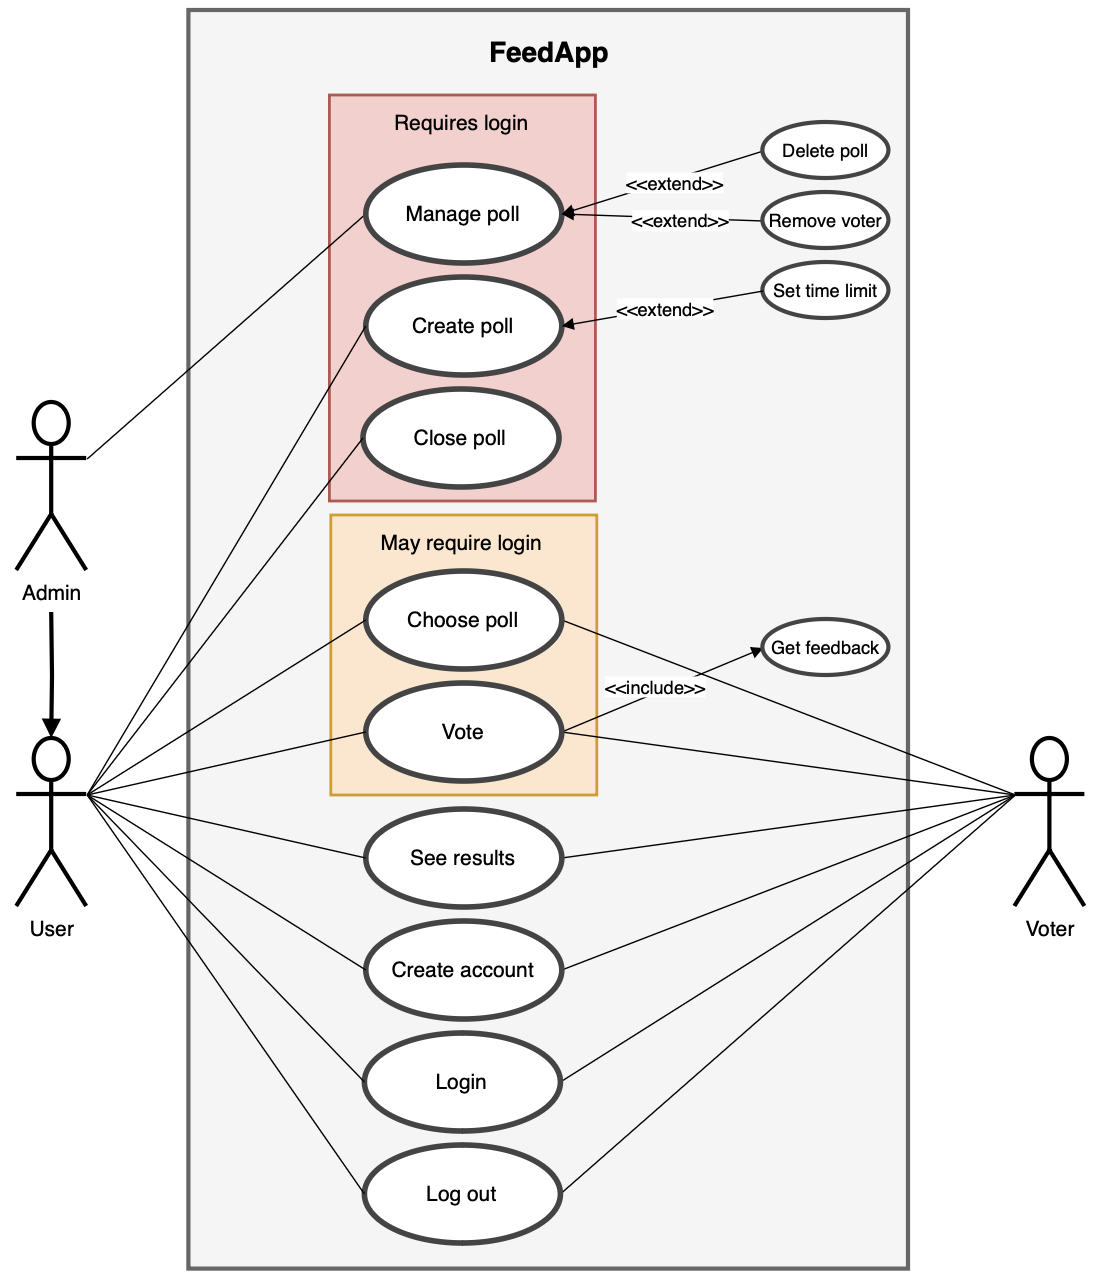 FeedApp
Requires login
Manage poll
Create poll
Close poll
<<extend>>
<<extend>>
<<extend>>
Delete poll
Remove voter
Set time limit
Admin
May require login
Choose poll
Vote
<<include>>
Get feedback
User
Voter
See results
Create account
Login
Log out